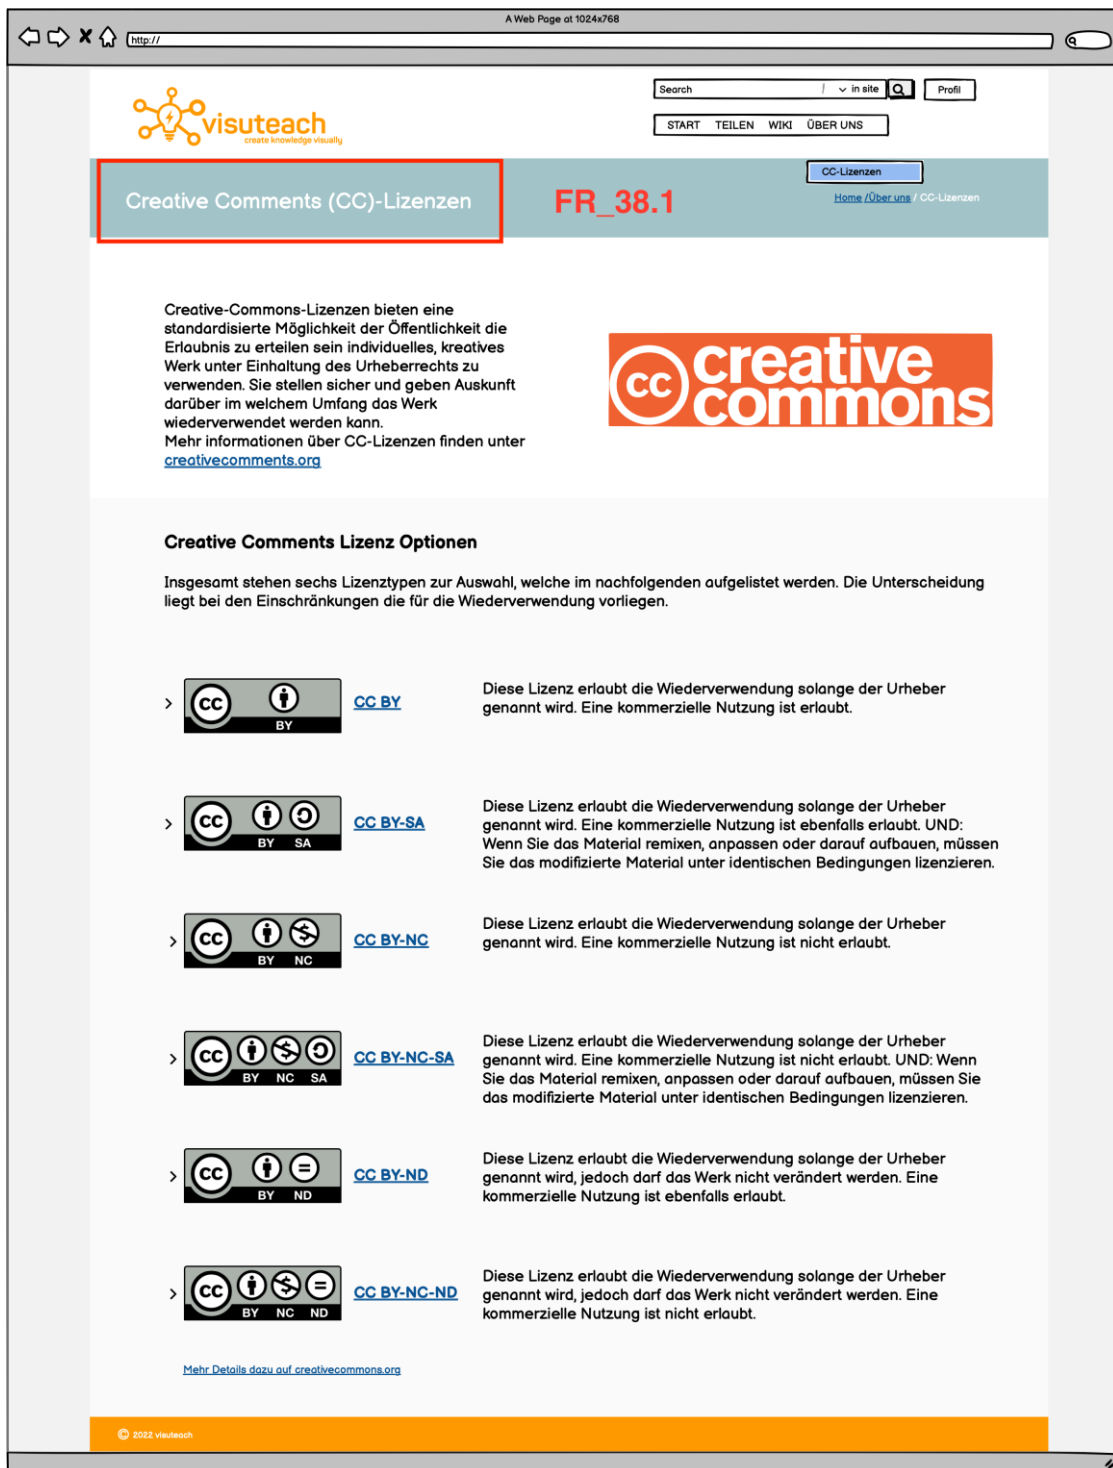 A Web Page at 1024x768
http://
visuteach
create knowledge visually
Search
in site
Profil
START TEILEN WIKI ÜBER UNS
CC-Lizenzen
Creative Comments (CC)-Lizenzen
FR_38.1
Home /Über uns / CC-Lizenzen
Creative-Commons-Lizenzen bieten eine
standardisierte Möglichkeit der Öffentlichkeit die
Erlaubnis zu erteilen sein individuelles, kreatives
Werk unter Einhaltung des Urheberrechts zu
verwenden. Sie stellen sicher und geben Auskunft
darüber im welchem Umfang das Werk
wiederverwendet werden kann.
Mehr informationen über CC-Lizenzen finden unter
creativecomments.org
cc creative
commons
Creative Comments Lizenz Optionen
Insgesamt stehen sechs Lizenztypen zur Auswahl, welche im nachfolgenden aufgelistet werden. Die Unterscheidung
liegt bei den Einschränkungen die für die Wiederverwendung vorliegen.
cc
BY
CC BY
Diese Lizenz erlaubt die Wiederverwendung solange der Urheber
genannt wird. Eine kommerzielle Nutzung ist erlaubt.
cc
BY SA
CC BY-SA
Diese Lizenz erlaubt die Wiederverwendung solange der Urheber
genannt wird. Eine kommerzielle Nutzung ist ebenfalls erlaubt. UND:
Wenn Sie das Material remixen, anpassen oder darauf aufbauen, müssen
Sie das modifizierte Material unter identischen Bedingungen lizenzieren.
cc
BY NC
CC BY-NC
Diese Lizenz erlaubt die Wiederverwendung solange der Urheber
genannt wird. Eine kommerzielle Nutzung ist nicht erlaubt.
cc
BY NC SA
CC BY-NC-SA
Diese Lizenz erlaubt die Wiederverwendung solange der Urheber
genannt wird. Eine kommerzielle Nutzung ist nicht erlaubt. UND: Wenn
Sie das Material remixen, anpassen oder darauf aufbauen, müssen Sie
das modifizierte Material unter identischen Bedingungen lizenzieren.
cc
BY ND
CC BY-ND
Diese Lizenz erlaubt die Wiederverwendung solange der Urheber
genannt wird, jedoch darf das Werk nicht verändert werden. Eine
kommerzielle Nutzung ist ebenfalls erlaubt.
cc
BY NC ND
CC BY-NC-ND
Diese Lizenz erlaubt die Wiederverwendung solange der Urheber
genannt wird, jedoch darf das Werk nicht verändert werden. Eine
kommerzielle Nutzung ist nicht erlaubt.
Mehr Details dazu auf creativecommons.org
© 2022 visuteach